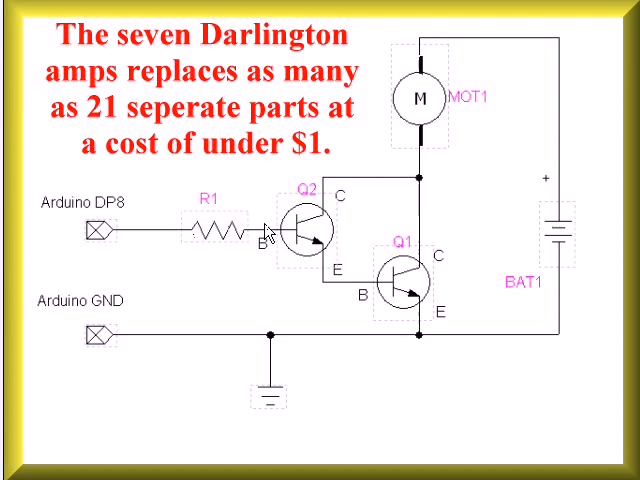 The seven Darlington
amps replaces as many
as 21 seperate parts at
a cost of under $1.
M
MOT1
Arduino DP8
R1
Q2
C
+
B
Q1
E
C
BAT1
B
Arduino GND
E